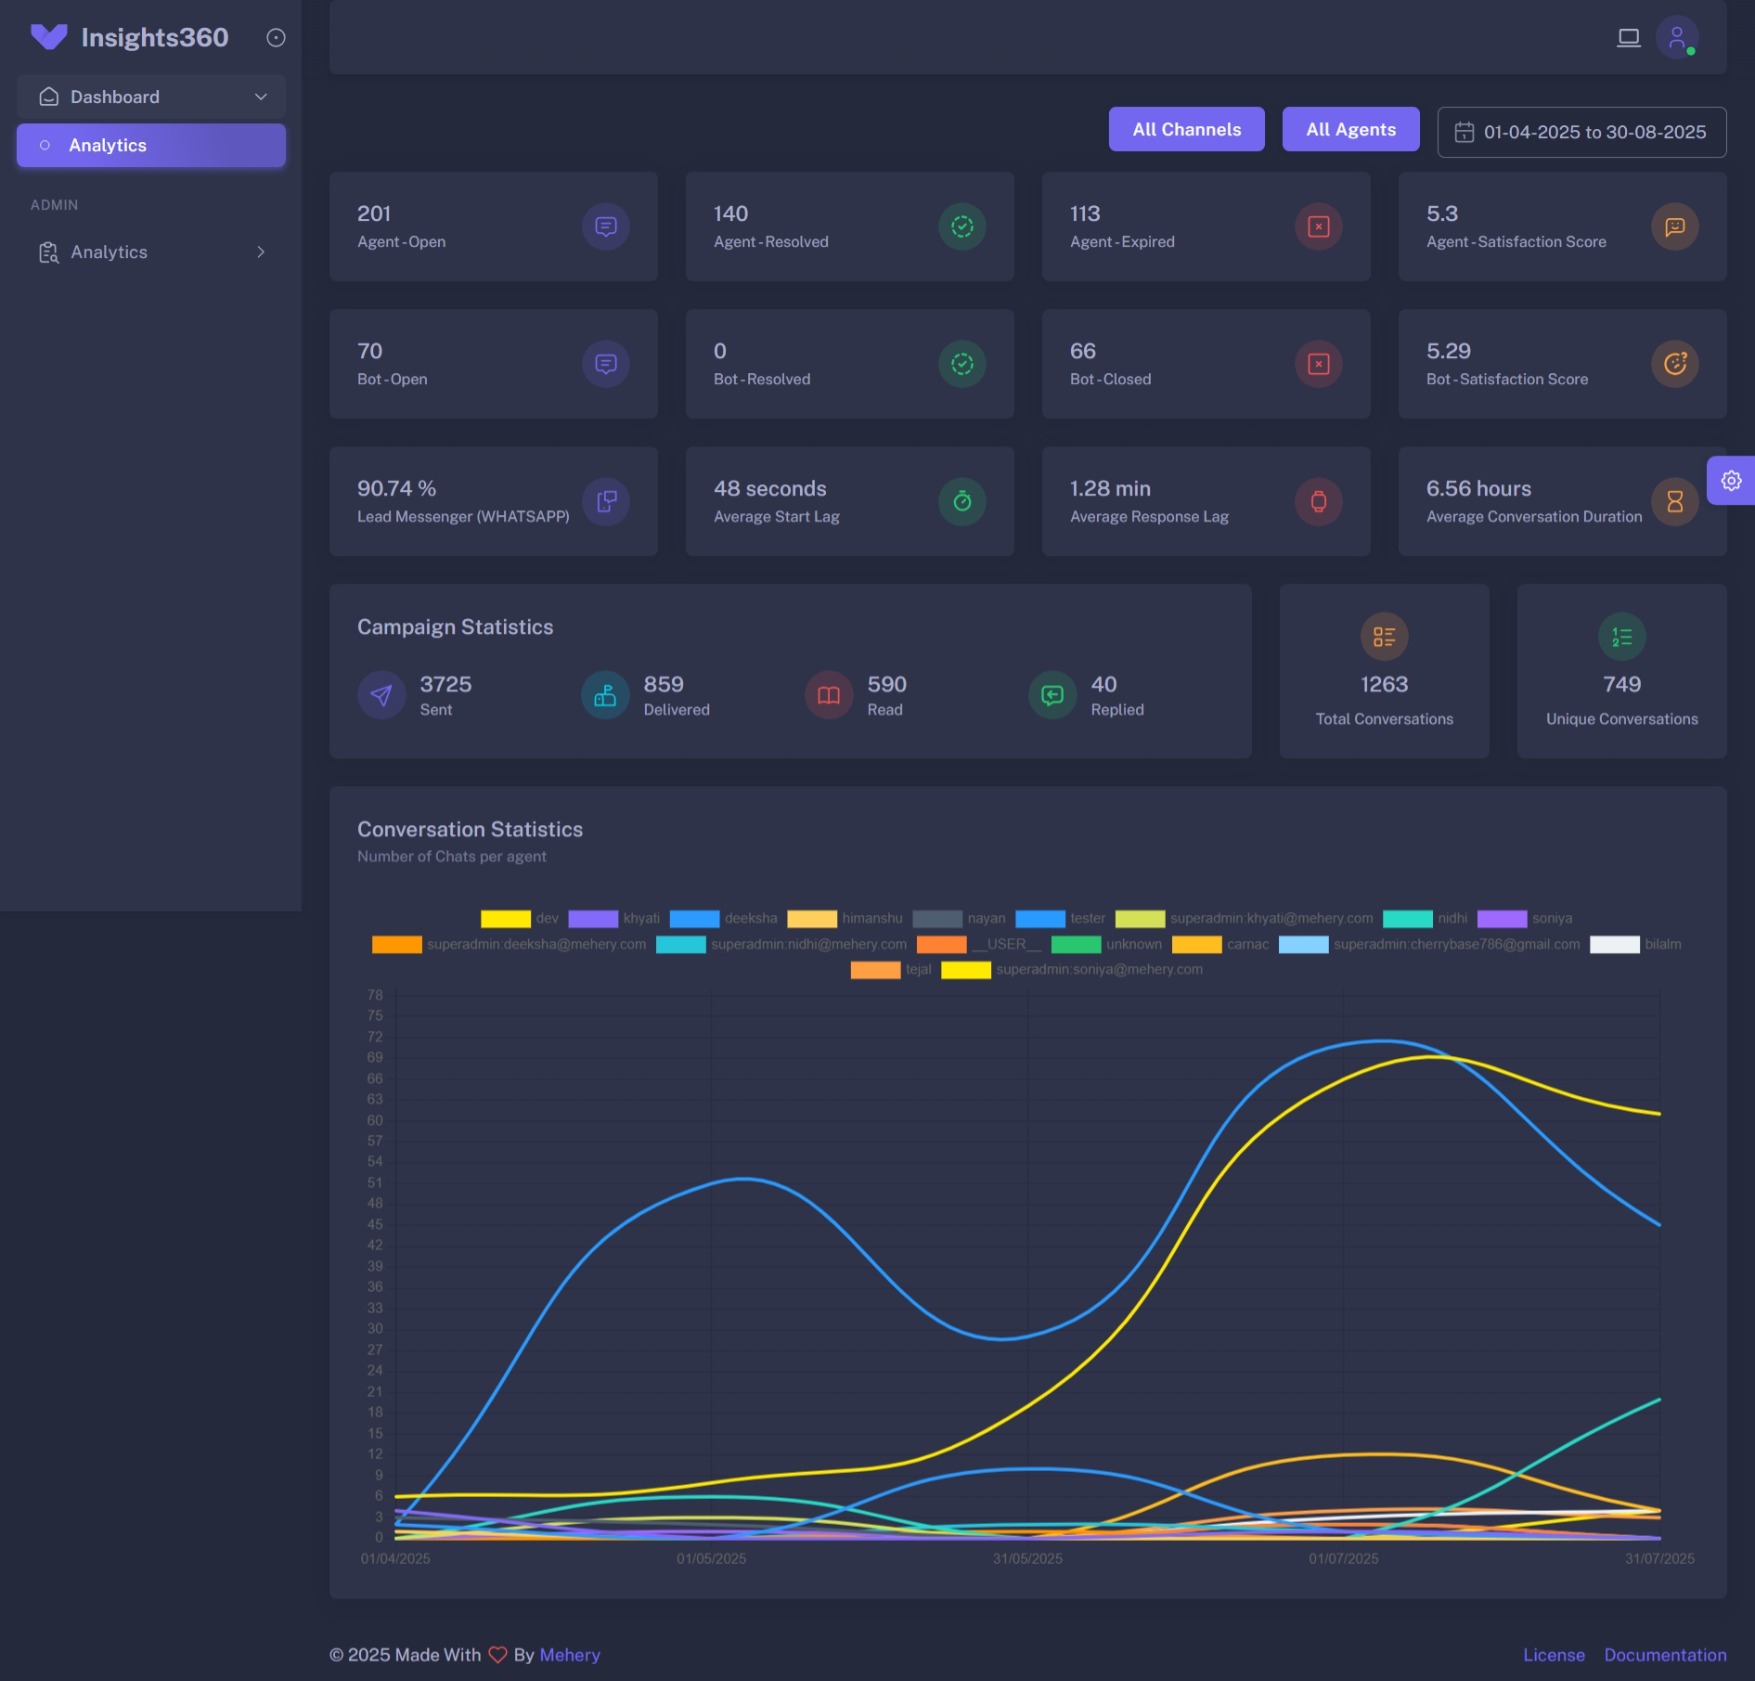 Insights360
Dashboard
Analytics
ADMIN
Analytics
All Channels
All Agents
01-04-2025 to 30-08-2025
201
Agent - Open
140
Agent - Resolved
113
Agent - Expired
5.3
Agent - Satisfaction Score
70
Bot - Open
0
Bot - Resolved
66
Bot - Closed
5.29
Bot - Satisfaction Score
90.74 %
Lead Messenger (WHATSAPP)
48 seconds
Average Start Lag
1.28 min
Average Response Lag
6.56 hours
Average Conversation Duration
Campaign Statistics
3725
Sent
859
Delivered
590
Read
40
Replied
1263
Total Conversations
749
Unique Conversations
Conversation Statistics
Number of Chats per agent
dev khyati deeksha himanshu nayan tester superadmin:khyati@mehery.com nidhi soniya
superadmin:deeksha@mehery.com superadmin:nidhi@mehery.com __USER__ unknown camac superadmin:cherrybase786@gmail.com bilalm
tejal superadmin:soniya@mehery.com
78
75
72
69
66
63
60
57
54
51
48
45
42
39
36
33
30
27
24
21
18
15
12
9
6
3
0
01/04/2025 01/05/2025 31/05/2025 01/07/2025 31/07/2025
© 2025 Made With By Mehery
License Documentation